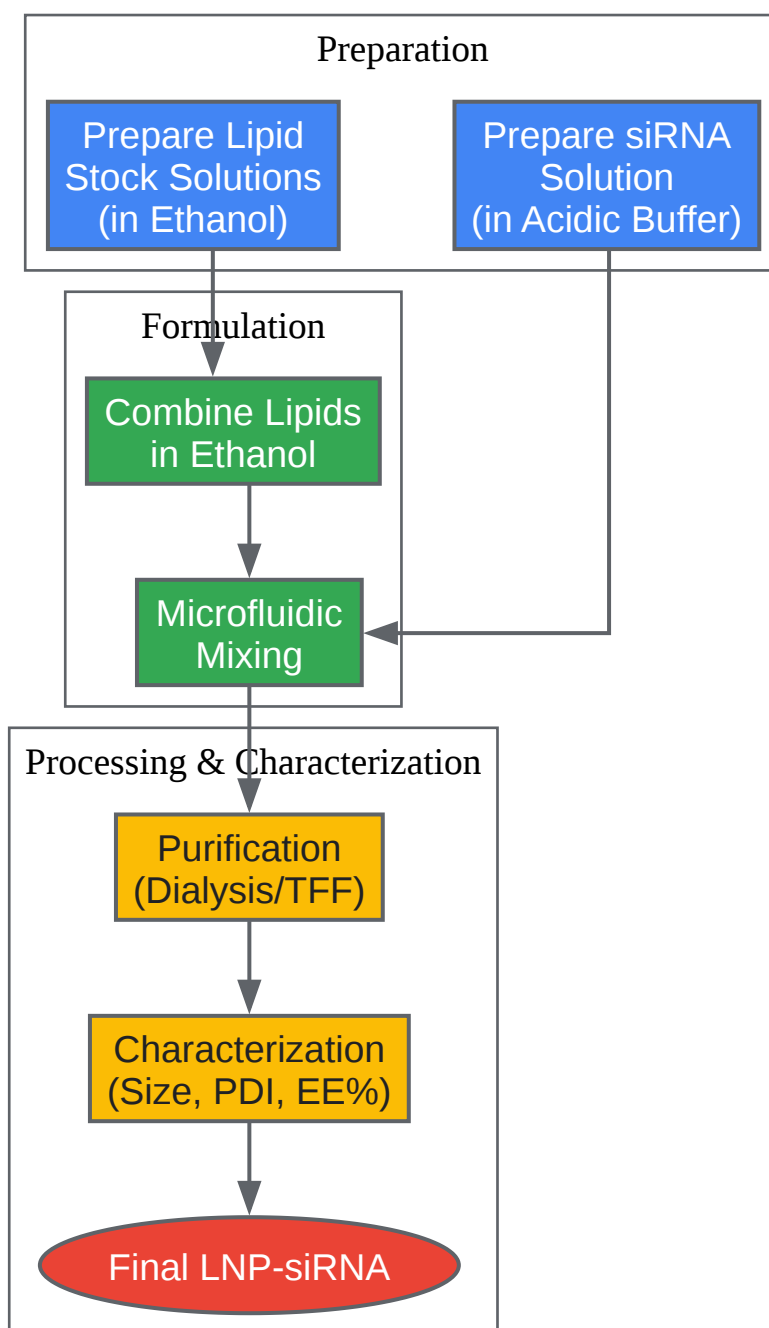 Preparation
Prepare Lipid
Stock Solutions
(in Ethanol)
Prepare siRNA
Solution
(in Acidic Buffer)
Formulation
Combine Lipids
in Ethanol
Microfluidic
Mixing
Processing & Characterization
Purification
(Dialysis/TFF)
Characterization
(Size, PDI, EE%)
Final LNP-siRNA